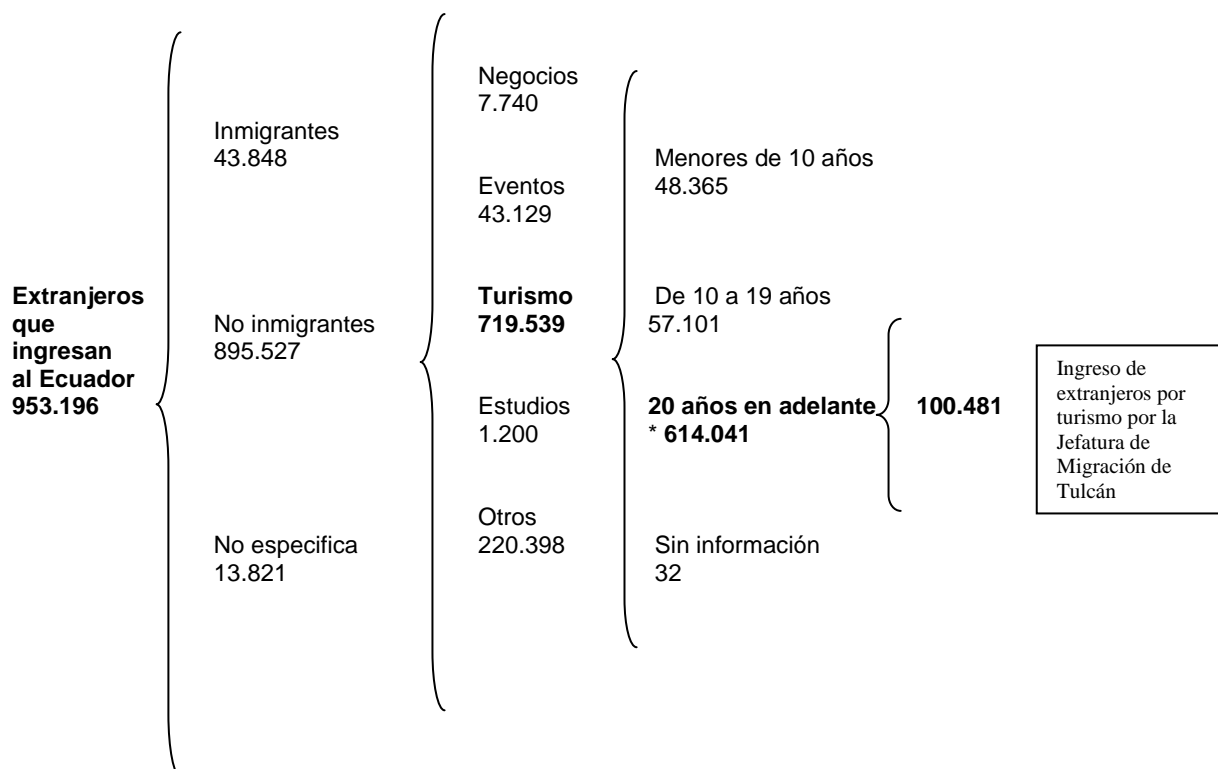 Extranjeros
que
ingresan
al Ecuador
953.196
Inmigrantes
43.848
No inmigrantes
895.527
No especifica
13.821
Negocios
7.740
Eventos
43.129
Turismo
719.539
Estudios
1.200
Otros
220.398
Menores de 10 años
48.365
De 10 a 19 años
57.101
20 años en adelante
* 614.041
Sin información
32
100.481
Ingreso de
extranjeros por
turismo por la
Jefatura de
Migración de
Tulcán